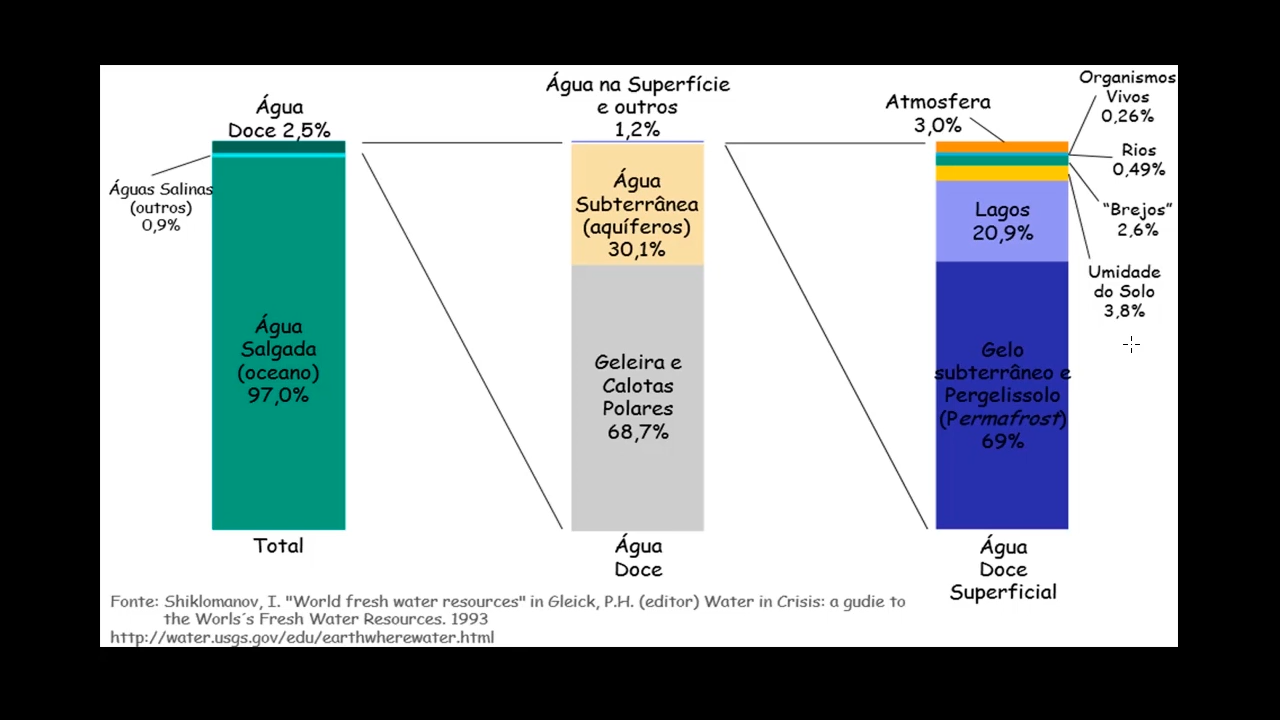 Água
Doce 2,5%
Águas Salinas
(outros)
0,9%
Água
Salgada
(oceano)
97,0%
Total
Água na Superfície
e outros
1,2%
Água
Subterrânea
(aquíferos)
30,1%
Geleira e
Calotas
Polares
68,7%
Água
Doce
Atmosfera
3,0%
Organismos
Vivos
0,26%
Rios
0,49%
"Brejos"
2,6%
Umidade
do Solo
3,8%
Lagos
20,9%
Gelo
subterrâneo e
Pergelissolo
(Permafrost)
69%
Água
Doce
Superficial
Fonte: Shiklomanov, I. "World fresh water resources" in Gleick, P.H. (editor) Water in Crisis: a gudie to
the Worls´s Fresh Water Resources. 1993
http://water.usgs.gov/edu/earthwherewater.html